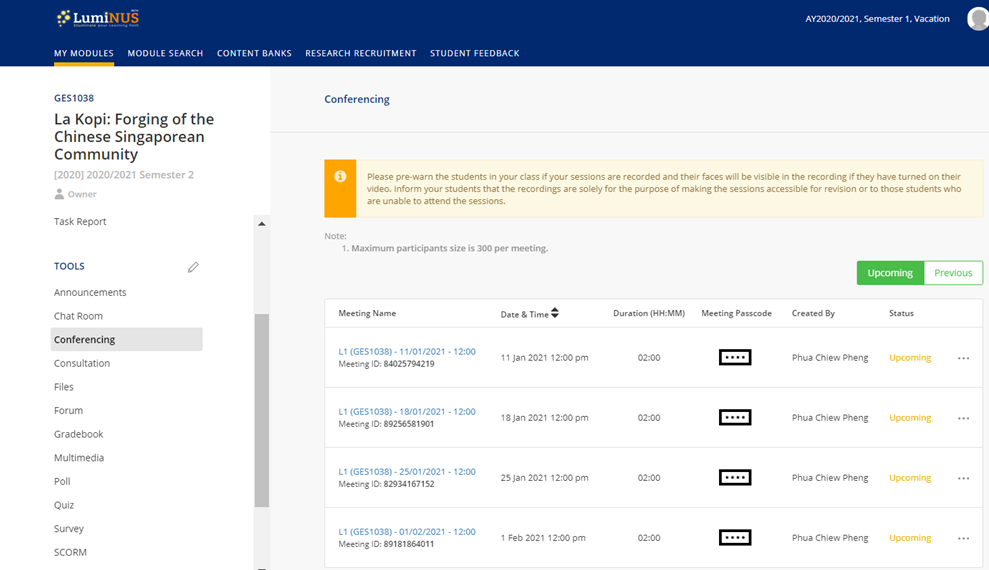 LumiNUS BETA
AY2020/2021, Semester 1, Vacation
MY MODULES MODULE SEARCH CONTENT BANKS RESEARCH RECRUITMENT STUDENT FEEDBACK
GES1038
La Kopi: Forging of the
Chinese Singaporean
Community
[2020] 2020/2021 Semester 2
Owner
Task Report
TOOLS
Announcements
Chat Room
Conferencing
Consultation
Files
Forum
Gradebook
Multimedia
Poll
Quiz
Survey
SCORM
Conferencing
Please pre-warn the students in your class if your sessions are recorded and their faces will be visible in the recording if they have turned on their
video. Inform your students that the recordings are solely for the purpose of making the sessions accessible for revision or to those students who
are unable to attend the sessions.
Note:
1. Maximum participants size is 300 per meeting.
Upcoming Previous
Meeting Name Date & Time Duration (HH:MM) Meeting Passcode Created By Status
L1 (GES1038) - 11/01/2021 - 12:00
Meeting ID: 84025794219
11 Jan 2021 12:00 pm 02:00 •••• Phua Chiew Pheng Upcoming ...
L1 (GES1038) - 18/01/2021 - 12:00
Meeting ID: 89256581901
18 Jan 2021 12:00 pm 02:00 •••• Phua Chiew Pheng Upcoming ...
L1 (GES1038) - 25/01/2021 - 12:00
Meeting ID: 82934167152
25 Jan 2021 12:00 pm 02:00 •••• Phua Chiew Pheng Upcoming ...
L1 (GES1038) - 01/02/2021 - 12:00
Meeting ID: 89181864011
1 Feb 2021 12:00 pm 02:00 •••• Phua Chiew Pheng Upcoming ...